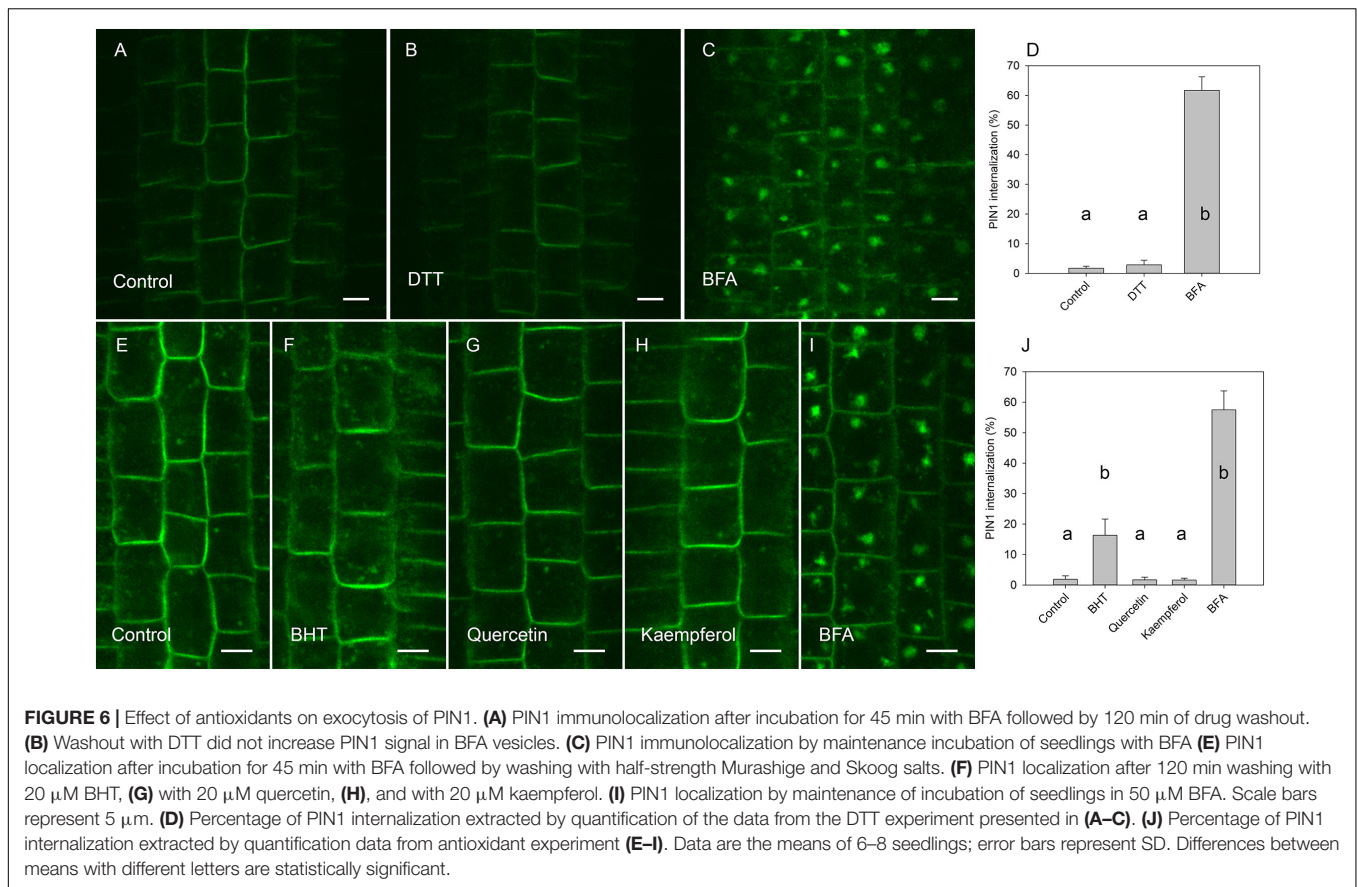 A
B
C
Control
DTT
BFA
D
PIN1 internalization (%)
70
60
50
40
30
20
10
0
a
a
b
Control
DTT
BFA
E
F
G
H
I
Control
BHT
Quercetin
Kaempferol
BFA
J
PIN1 internalization (%)
70
60
50
40
30
20
10
0
a
b
a
a
b
Control
BHT
Quercetin
Kaempferol
BFA
FIGURE 6 | Effect of antioxidants on exocytosis of PIN1. (A) PIN1 immunolocalization after incubation for 45 min with BFA followed by 120 min of drug washout.
(B) Washout with DTT did not increase PIN1 signal in BFA vesicles. (C) PIN1 immunolocalization by maintenance incubation of seedlings with BFA (E) PIN1
localization after incubation for 45 min with BFA followed by washing with half-strength Murashige and Skoog salts. (F) PIN1 localization after 120 min washing with
20 μM BHT, (G) with 20 μM quercetin, (H), and with 20 μM kaempferol. (I) PIN1 localization by maintenance of incubation of seedlings in 50 μM BFA. Scale bars
represent 5 μm. (D) Percentage of PIN1 internalization extracted by quantification of the data from the DTT experiment presented in (A–C). (J) Percentage of PIN1
internalization extracted by quantification data from antioxidant experiment (E–I). Data are the means of 6–8 seedlings; error bars represent SD. Differences between
means with different letters are statistically significant.